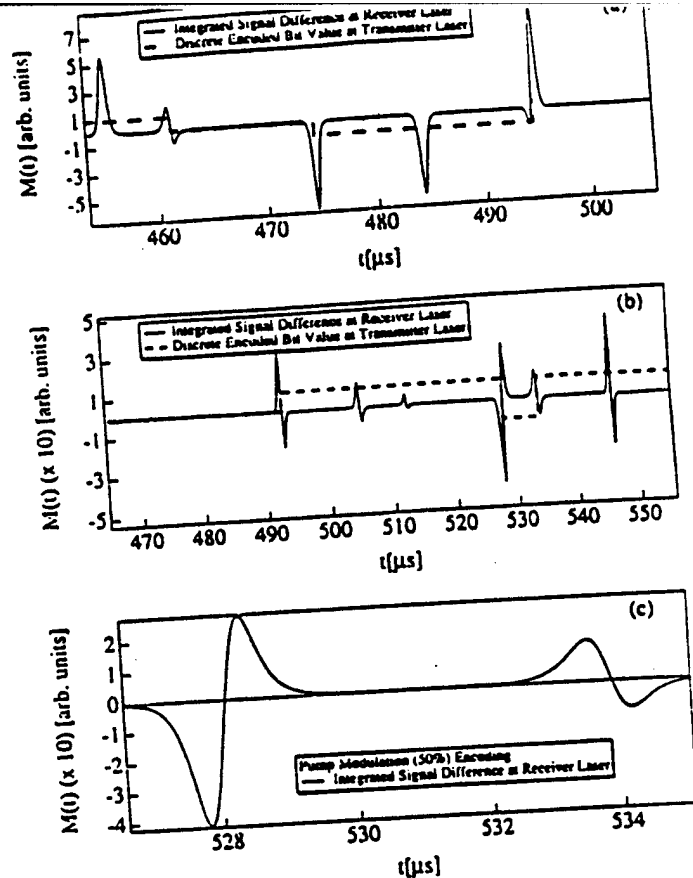 (a)
Integrated Signal Difference at Receiver Laser
Discrete Encoded Bit Value at Transmitter Laser
7
5
3
1
-1
-3
-5
M(t) [arb. units]
460 470 480 490 500
t[μs]
(b)
Integrated Signal Difference at Receiver Laser
Discrete Encoded Bit Value at Transmitter Laser
5
3
1
-1
-3
-5
M(t) (x 10) [arb. units]
470 480 490 500 510 520 530 540 550
t[μs]
(c)
2
1
0
-1
-2
-3
-4
M(t) (x 10) [arb. units]
Pump Modulation (50%) Encoding
Integrated Signal Difference at Receiver Laser
528 530 532 534
t[μs]